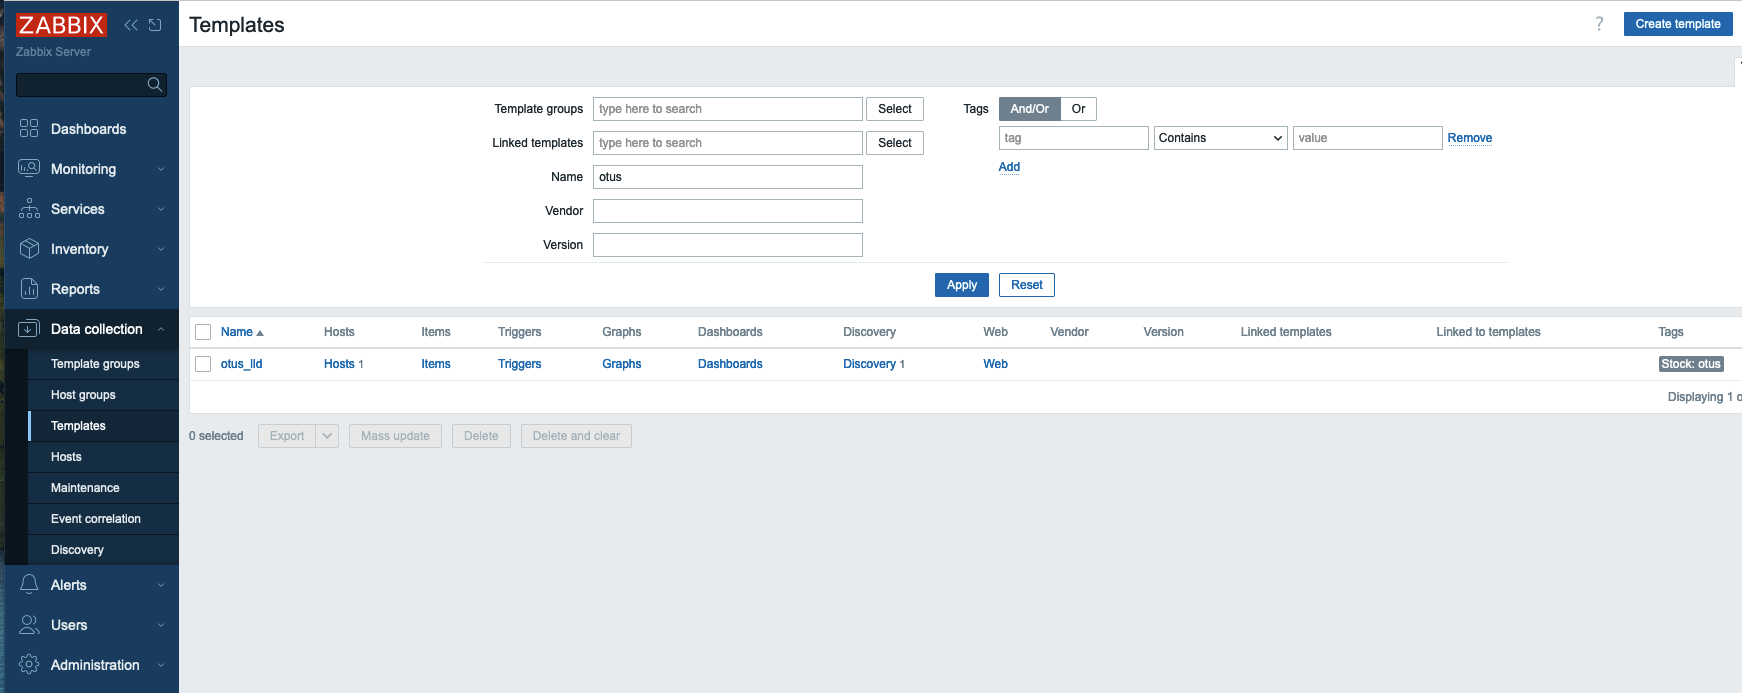 ZABBIX
Zabbix Server
Templates
?
Create template
Dashboards
Monitoring
Services
Inventory
Reports
Data collection
Template groups
Host groups
Templates
Hosts
Maintenance
Event correlation
Discovery
Alerts
Users
Administration
Template groups type here to search Select
Linked templates type here to search Select
Name otus
Vendor
Version
Tags And/Or Or
tag Contains value Remove
Add
Apply Reset
Name Hosts Items Triggers Graphs Dashboards Discovery Web Vendor Version Linked templates Linked to templates Tags
otus_lld Hosts 1 Items Triggers Graphs Dashboards Discovery 1 Web Stock: otus
Displaying 1
0 selected Export Mass update Delete Delete and clear